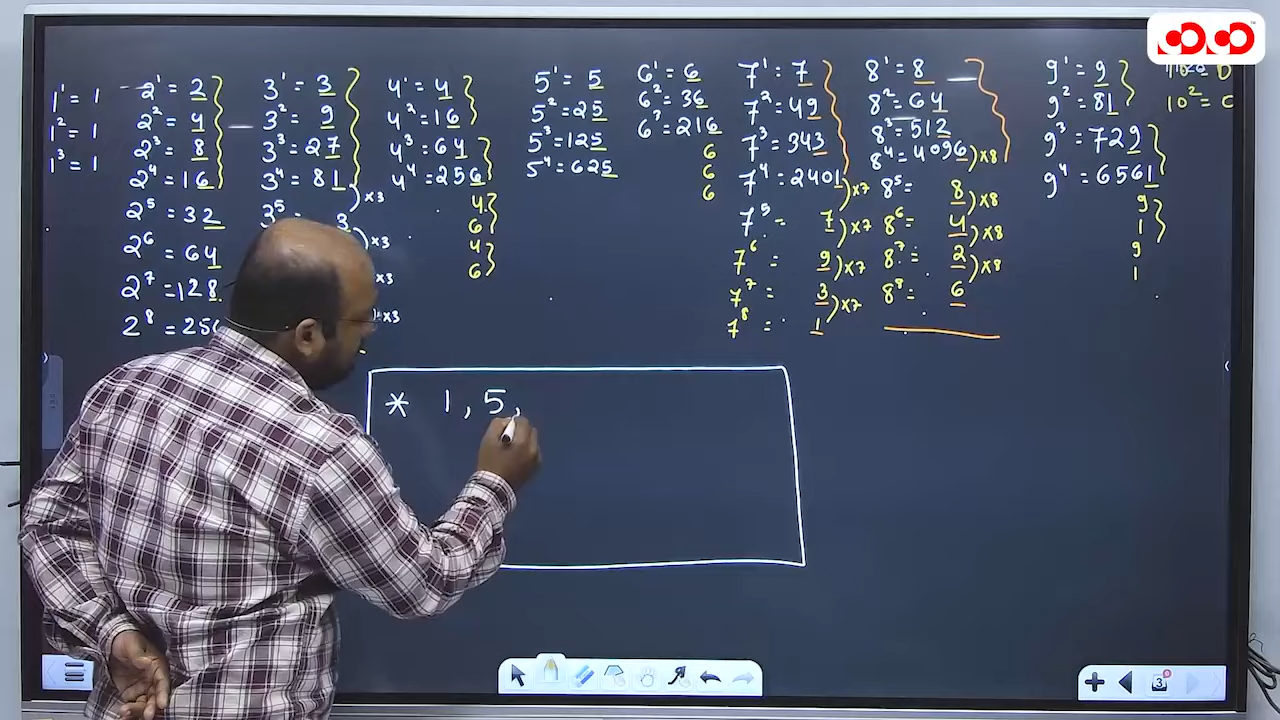 1¹ = 1
1² = 1
1³ = 1
2¹ = 2
2² = 4
2³ = 8
2⁴ = 16
2⁵ = 32
2⁶ = 64
2⁷ = 128
2⁸ = 256
3¹ = 3
3² = 9
3³ = 27
3⁴ = 81
)×3
3⁵ = 3
)×3
×3
×3
4¹ = 4
4² = 16
4³ = 64
4⁴ = 256
4
6
4
6
5¹ = 5
5² = 25
5³ = 125
5⁴ = 625
6¹ = 6
6² = 36
6³ = 216
6
6
6
7¹ = 7
7² = 49
7³ = 343
7⁴ = 2401
)×7
7⁵ = 7
)×7
7⁶ = 9
)×7
7⁷ = 3
)×7
7⁸ = 1
8¹ = 8
8² = 64
8³ = 512
8⁴ = 4096
)×8
8⁵ = 8
)×8
8⁶ = 4
)×8
8⁷ = 2
)×8
8⁸ = 6
9¹ = 9
9² = 81
9³ = 729
9⁴ = 6561
9
1
9
1
10² = 0
* 1, 5,
3